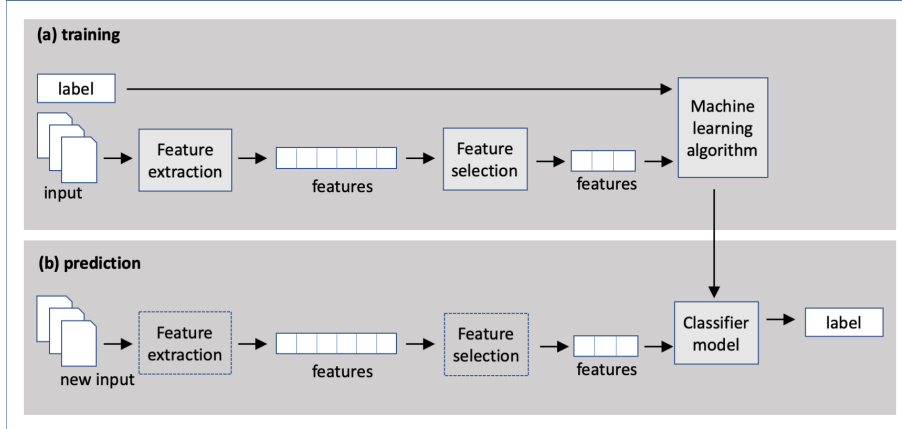 (a) training
label
Machine
learning
algorithm
Feature
extraction
features
Feature
selection
features
input
(b) prediction
Feature
extraction
features
Feature
selection
features
Classifier
model
label
new input